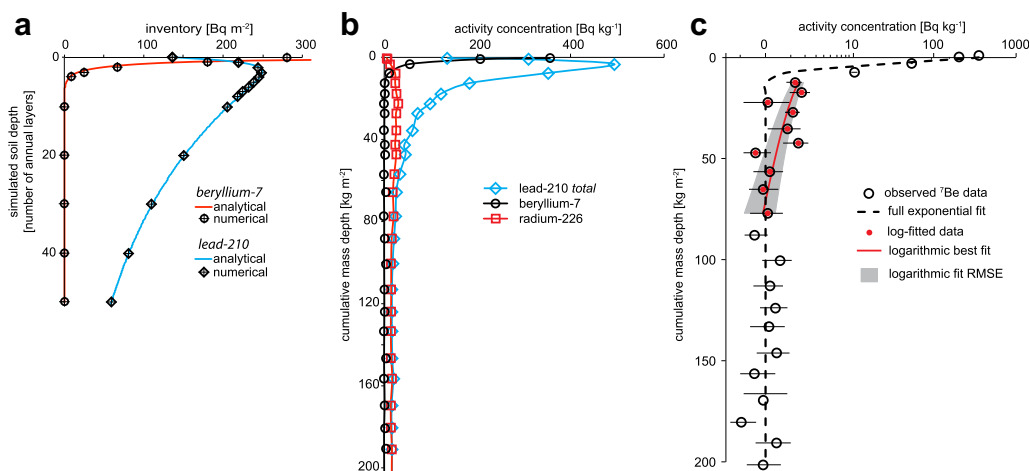 a
inventory [Bq m⁻²]
0 100 200 300
0
20
40
simulated soil depth
[number of annual layers]
beryllium-7
analytical
numerical
lead-210
analytical
numerical
b
activity concentration [Bq kg⁻¹]
0 200 400 600
0
40
80
120
160
200
cumulative mass depth [kg m⁻²]
lead-210 total
beryllium-7
radium-226
c
activity concentration [Bq kg⁻¹]
0 10 100 1000
0
50
100
150
200
cumulative mass depth [kg m⁻²]
observed ⁷Be data
full exponential fit
log-fitted data
logarithmic best fit
logarithmic fit RMSE